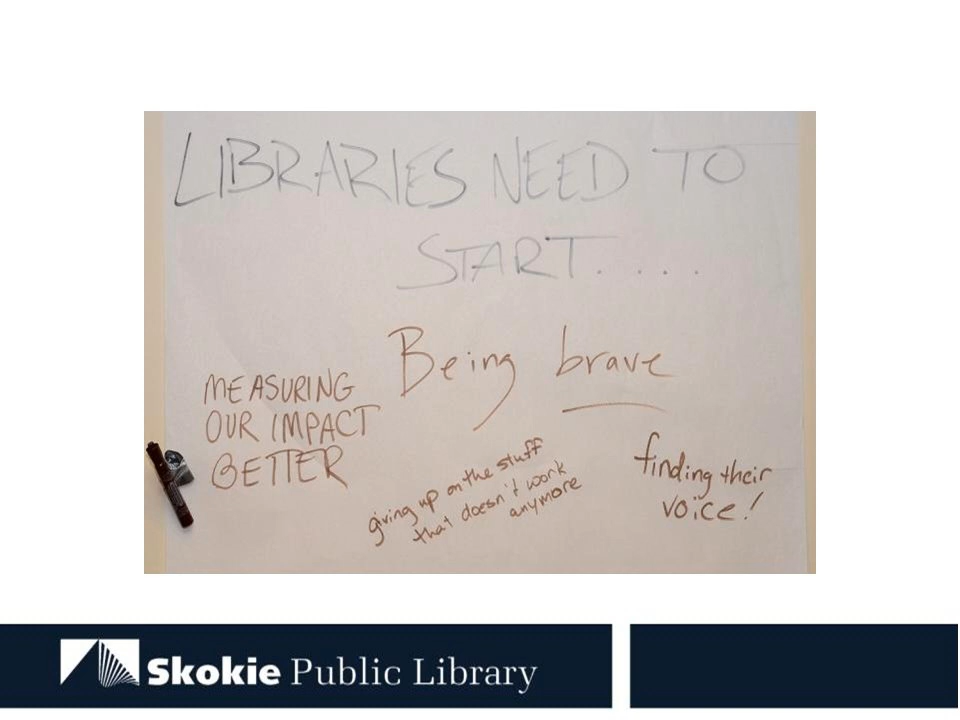 LIBRARIES NEED TO
START....
Being brave
MEASURING
OUR IMPACT
BETTER
giving up on the stuff
that doesn't work
anymore
finding their
voice!
Skokie Public Library